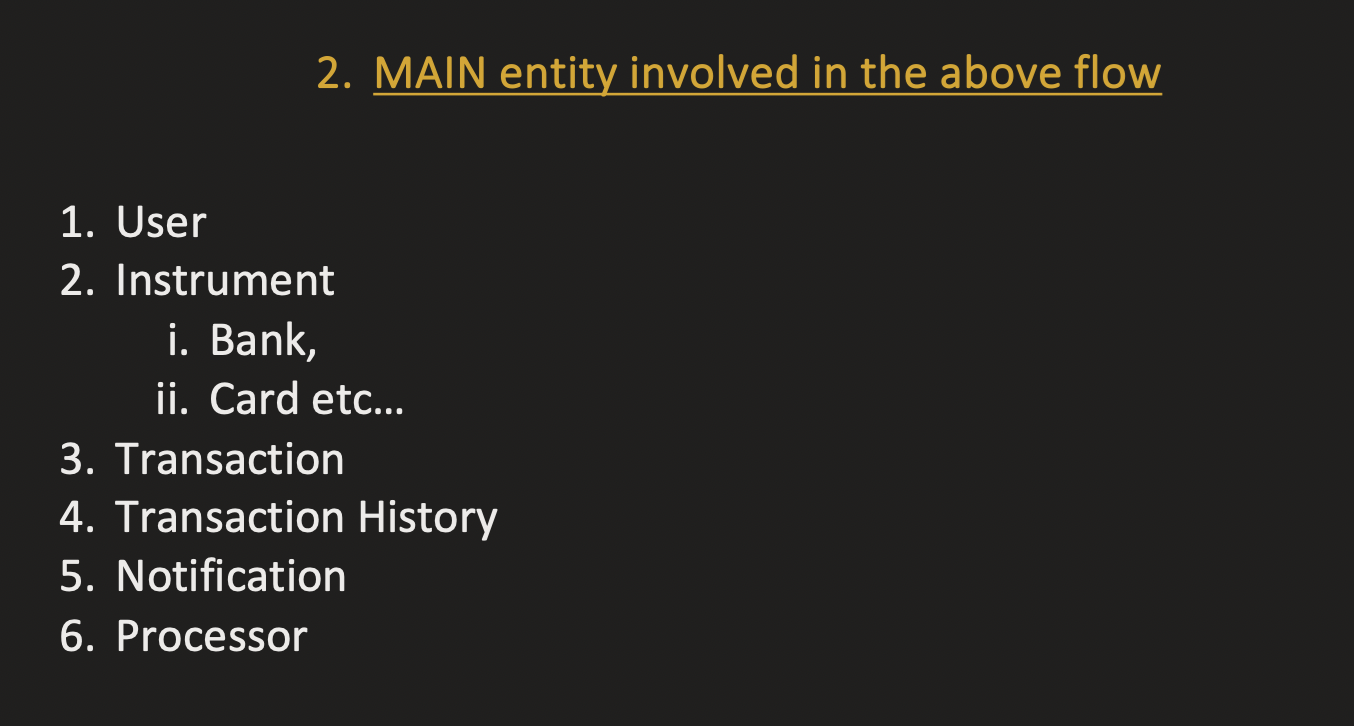 2. MAIN entity involved in the above flow
1. User
2. Instrument
i. Bank,
ii. Card etc...
3. Transaction
4. Transaction History
5. Notification
6. Processor